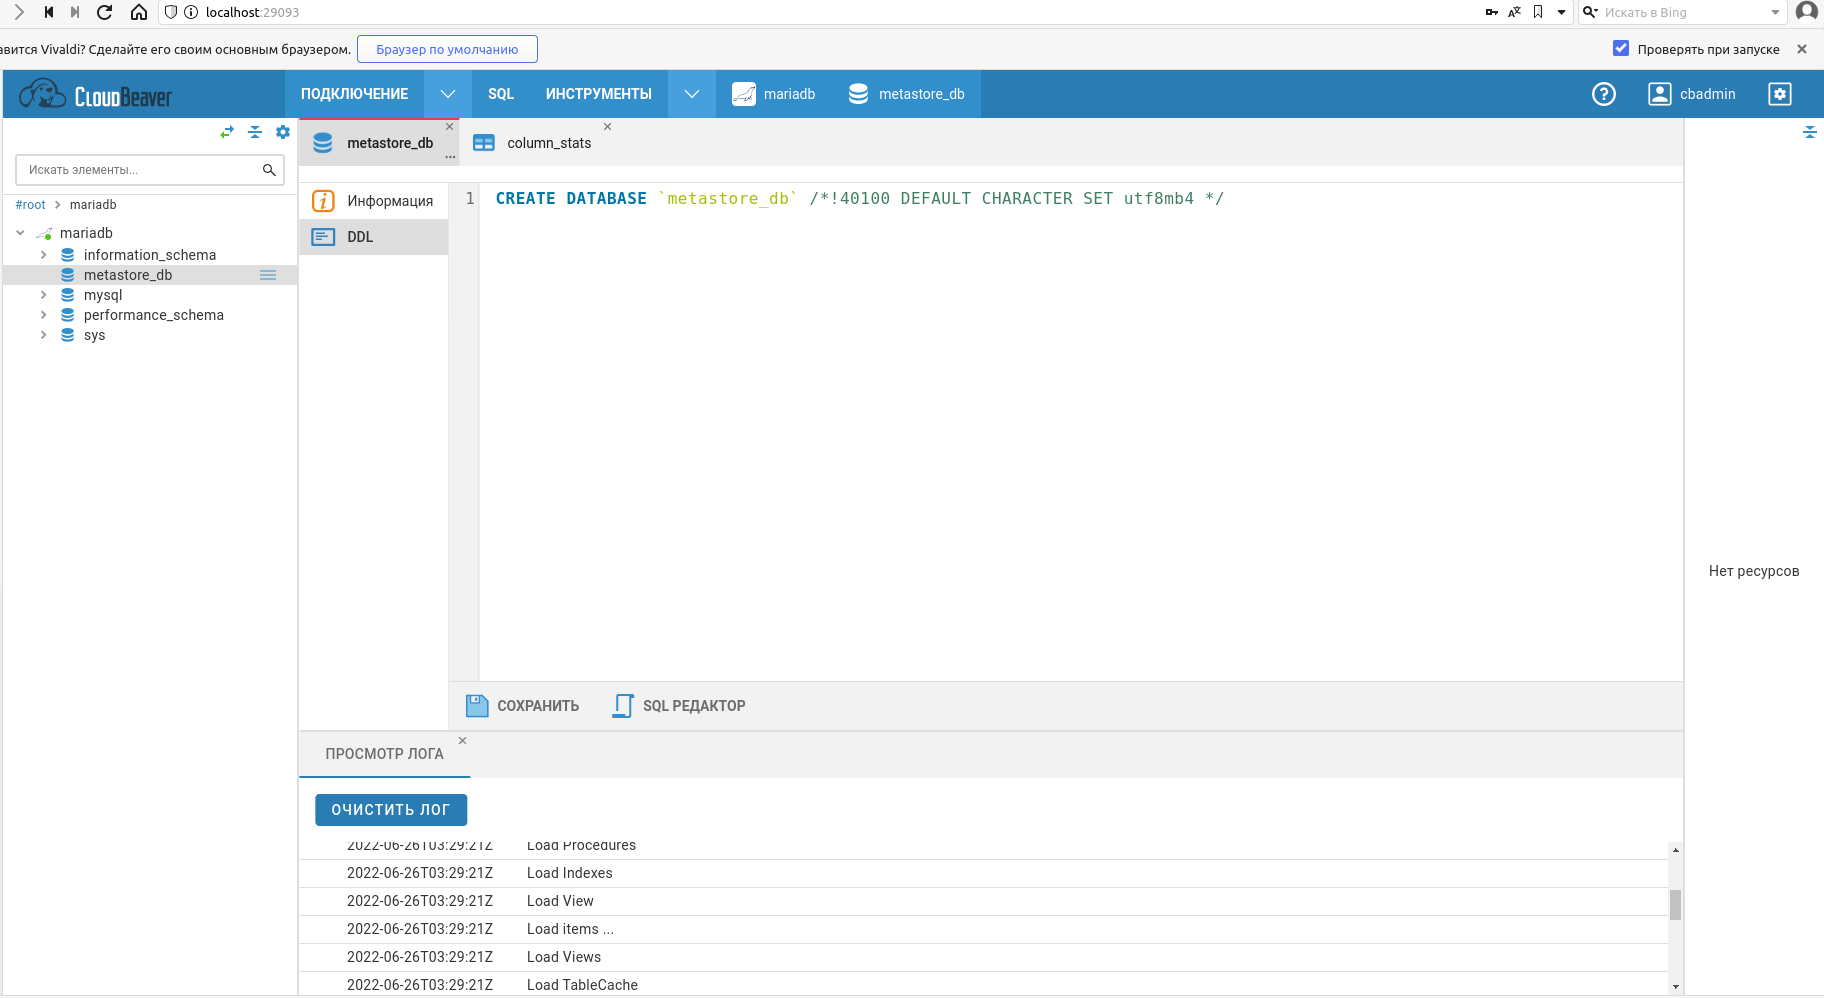 localhost:29093
Искать в Bing
авится Vivaldi? Сделайте его своим основным браузером.
Браузер по умолчанию
Проверять при запуске
CloudBeaver
ПОДКЛЮЧЕНИЕ
SQL
ИНСТРУМЕНТЫ
mariadb
metastore_db
cbadmin
metastore_db
column_stats
Искать элементы...
#root > mariadb
mariadb
information_schema
metastore_db
mysql
performance_schema
sys
Информация
DDL
1 CREATE DATABASE `metastore_db` /*!40100 DEFAULT CHARACTER SET utf8mb4 */
Нет ресурсов
СОХРАНИТЬ
SQL РЕДАКТОР
ПРОСМОТР ЛОГА
ОЧИСТИТЬ ЛОГ
2022-06-26T03:29:21Z Load Procedures
2022-06-26T03:29:21Z Load Indexes
2022-06-26T03:29:21Z Load View
2022-06-26T03:29:21Z Load items ...
2022-06-26T03:29:21Z Load Views
2022-06-26T03:29:21Z Load TableCache